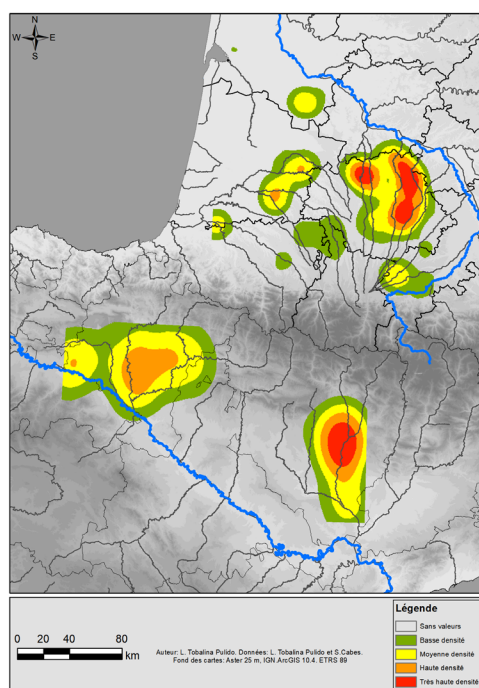 N
W E
S
Légende
Sans valeurs
Basse densité
Moyenne densité
Haute densité
Très haute densité
0 20 40 80
km
Auteur: L. Tobalina Pulido. Données: L. Tobalina Pulido et S.Cabes.
Fond des cartes: Aster 25 m, IGN.ArcGIS 10.4. ETRS 89